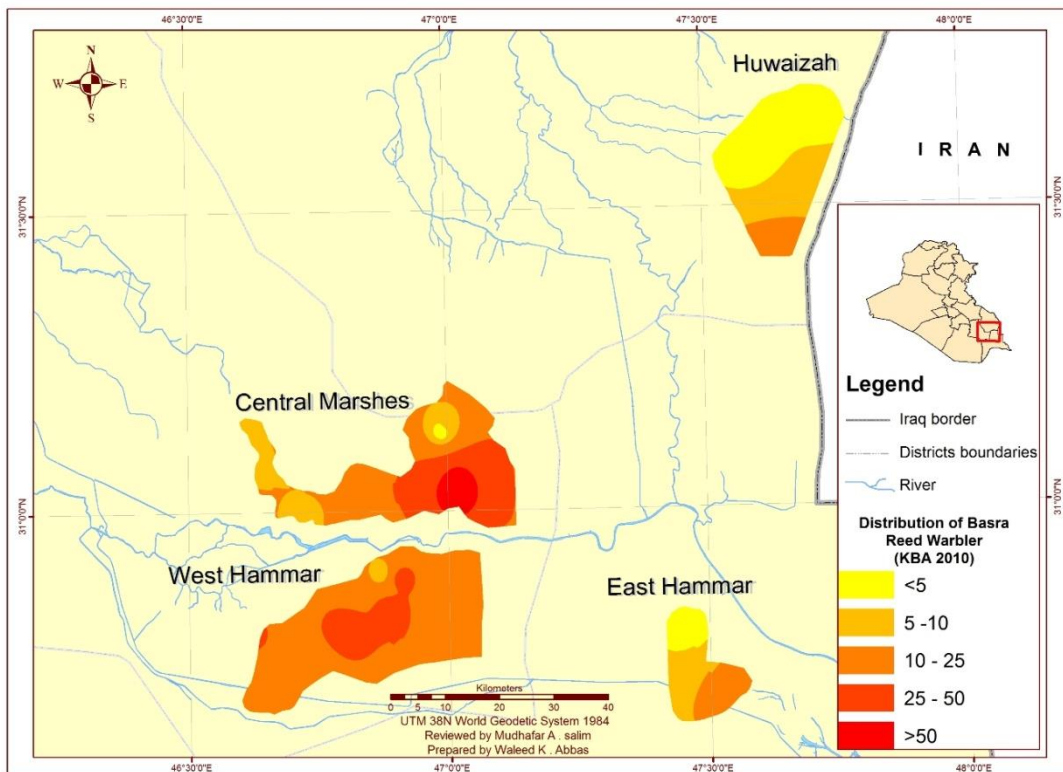 46°30'0"E
47°0'0"E
47°30'0"E
48°0'0"E
N
W E
S
Huwaizah
I R A N
31°30'0"N
31°30'0"N
Central Marshes
Legend
Iraq border
Districts boundaries
River
31°0'0"N
31°0'0"N
Distribution of Basra
Reed Warbler
(KBA 2010)
<5
5 -10
10 - 25
25 - 50
>50
West Hammar
East Hammar
Kilometers
0 5 10 20 30 40
UTM 38N World Geodetic System 1984
Reviewed by Mudhafar A . salim
Prepared by Waleed K . Abbas
46°30'0"E
47°0'0"E
47°30'0"E
48°0'0"E